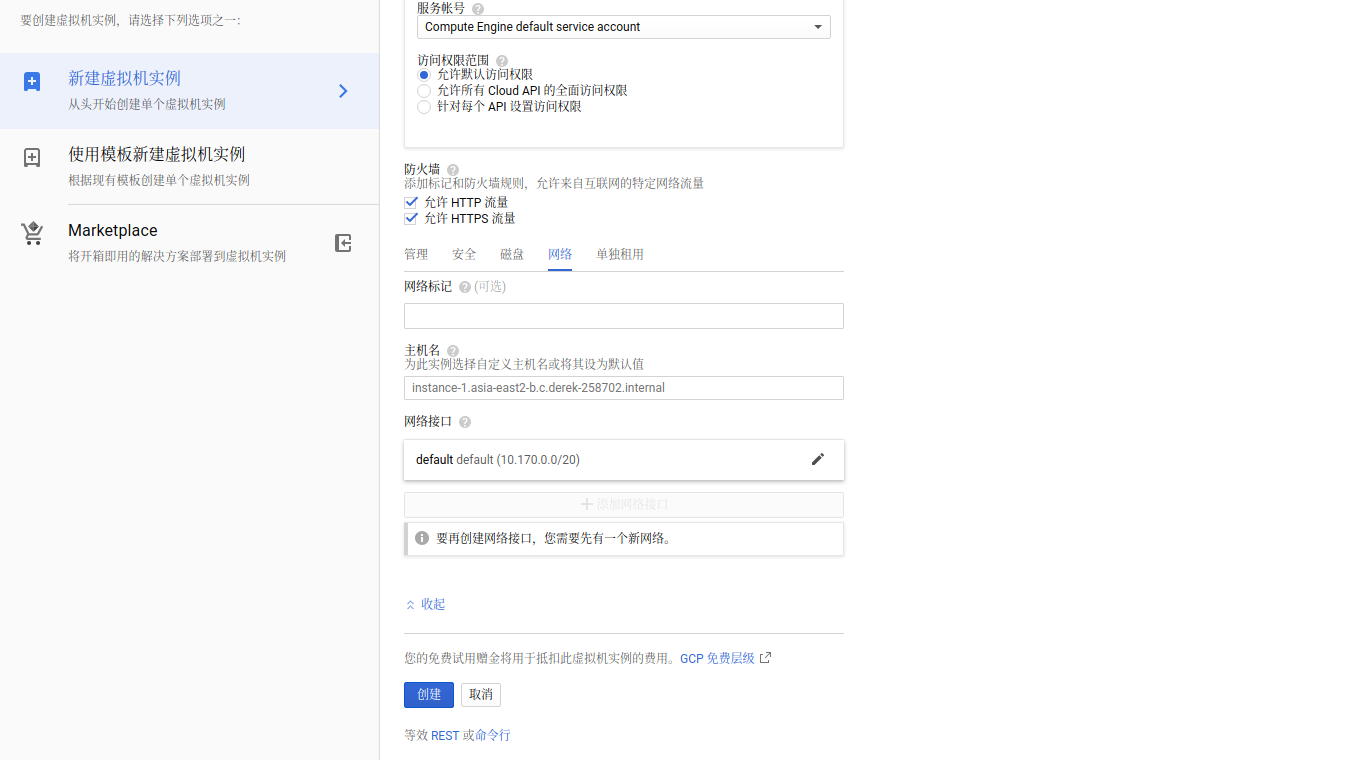 要创建虚拟机实例，请选择下列选项之一：
新建虚拟机实例
从头开始创建单个虚拟机实例
使用模板新建虚拟机实例
根据现有模板创建单个虚拟机实例
Marketplace
将开箱即用的解决方案部署到虚拟机实例
服务帐号
Compute Engine default service account
访问权限范围
允许默认访问权限
允许所有 Cloud API 的全面访问权限
针对每个 API 设置访问权限
防火墙
添加标记和防火墙规则，允许来自互联网的特定网络流量
允许 HTTP 流量
允许 HTTPS 流量
管理 安全 磁盘 网络 单独租用
网络标记 (可选)
主机名
为此实例选择自定义主机名或将其设为默认值
instance-1.asia-east2-b.c.derek-258702.internal
网络接口
default default (10.170.0.0/20)
添加网络接口
要再创建网络接口，您需要先有一个新网络。
收起
您的免费试用赠金将用于抵扣此虚拟机实例的费用。GCP 免费层级
创建 取消
等效 REST 或命令行